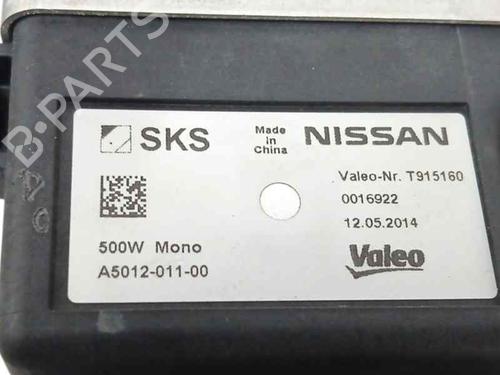 B-PARTS
SKS
Made in China
NISSAN
Valeo-Nr. T915160
0016922
12.05.2014
500W Mono
A5012-011-00
Valeo